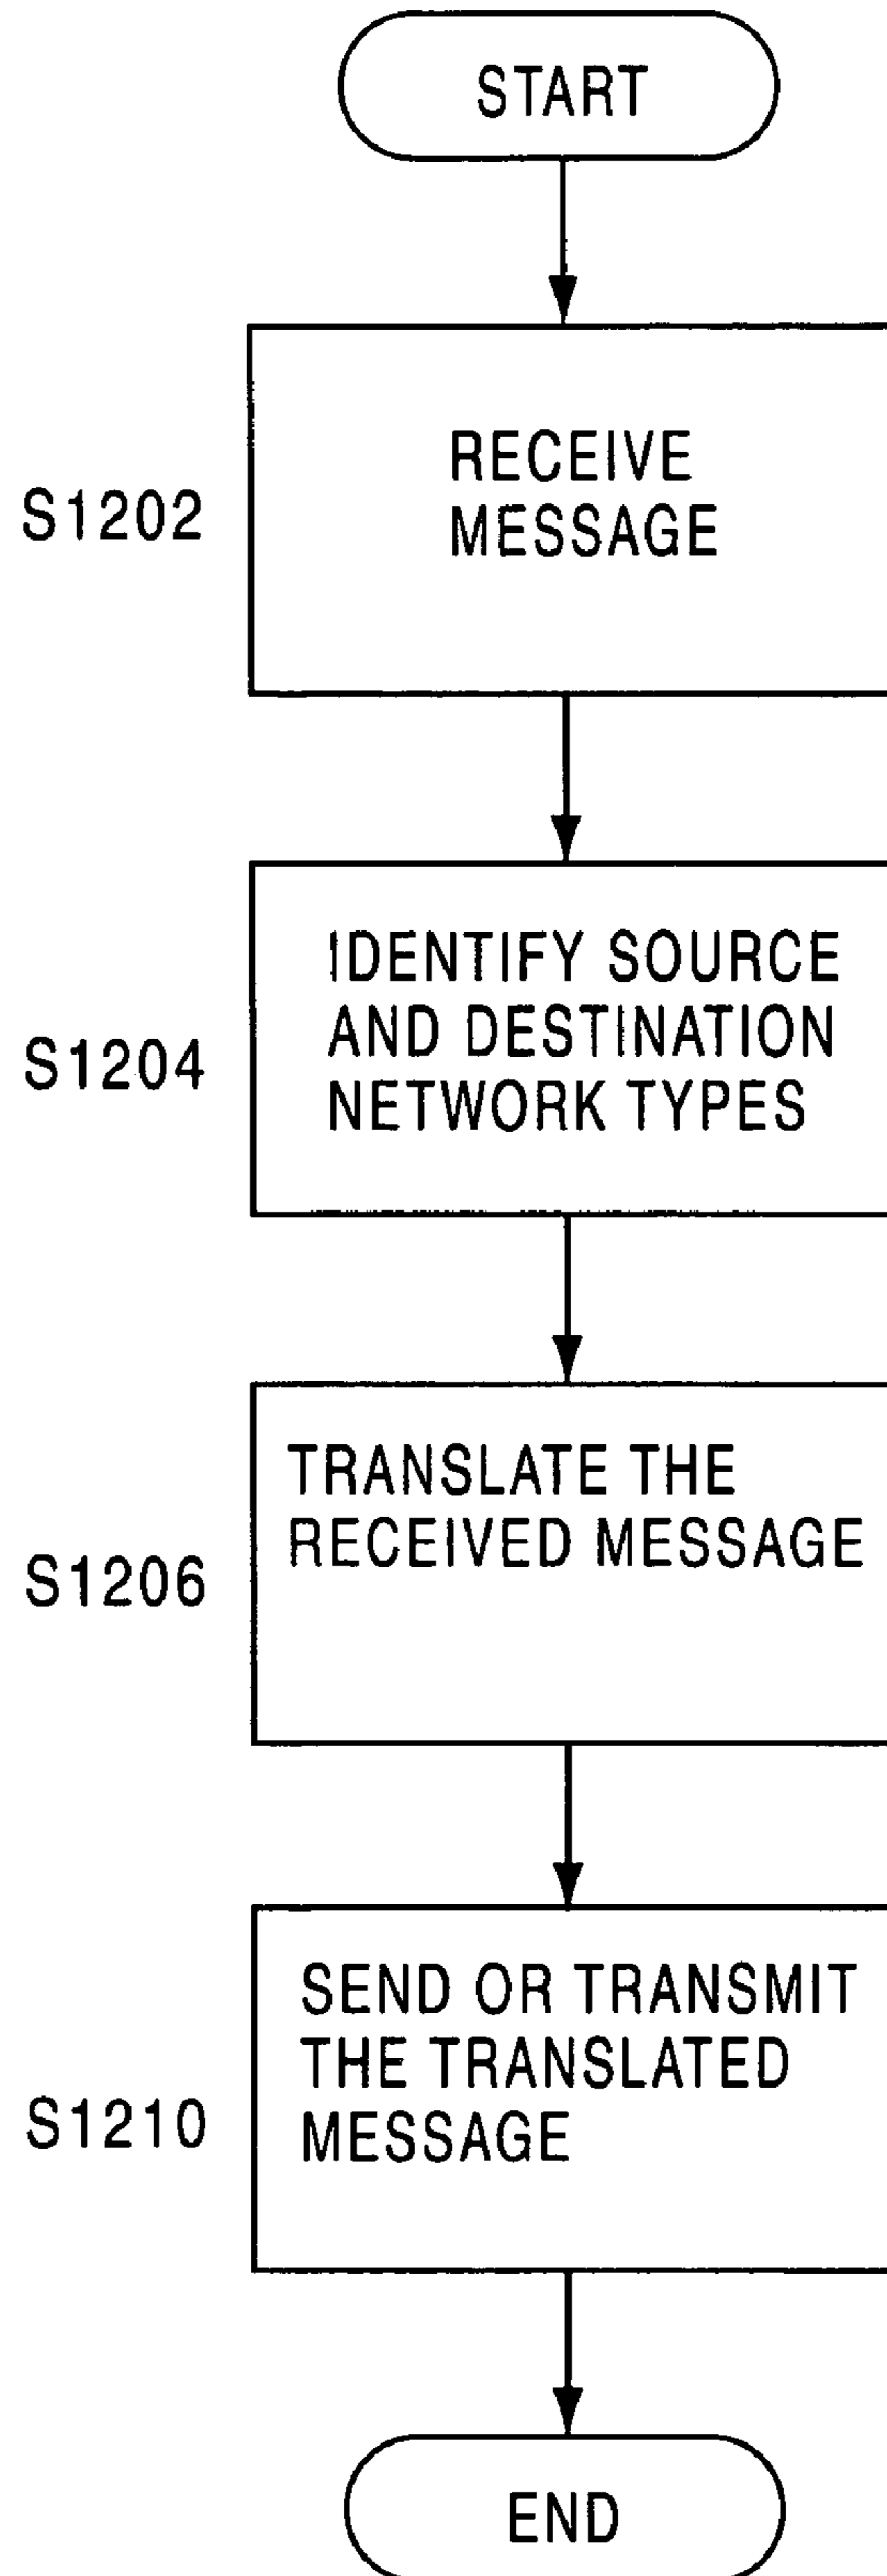 START
S1202
RECEIVE
MESSAGE
S1204
IDENTIFY SOURCE
AND DESTINATION
NETWORK TYPES
S1206
TRANSLATE THE
RECEIVED MESSAGE
S1210
SEND OR TRANSMIT
THE TRANSLATED
MESSAGE
END